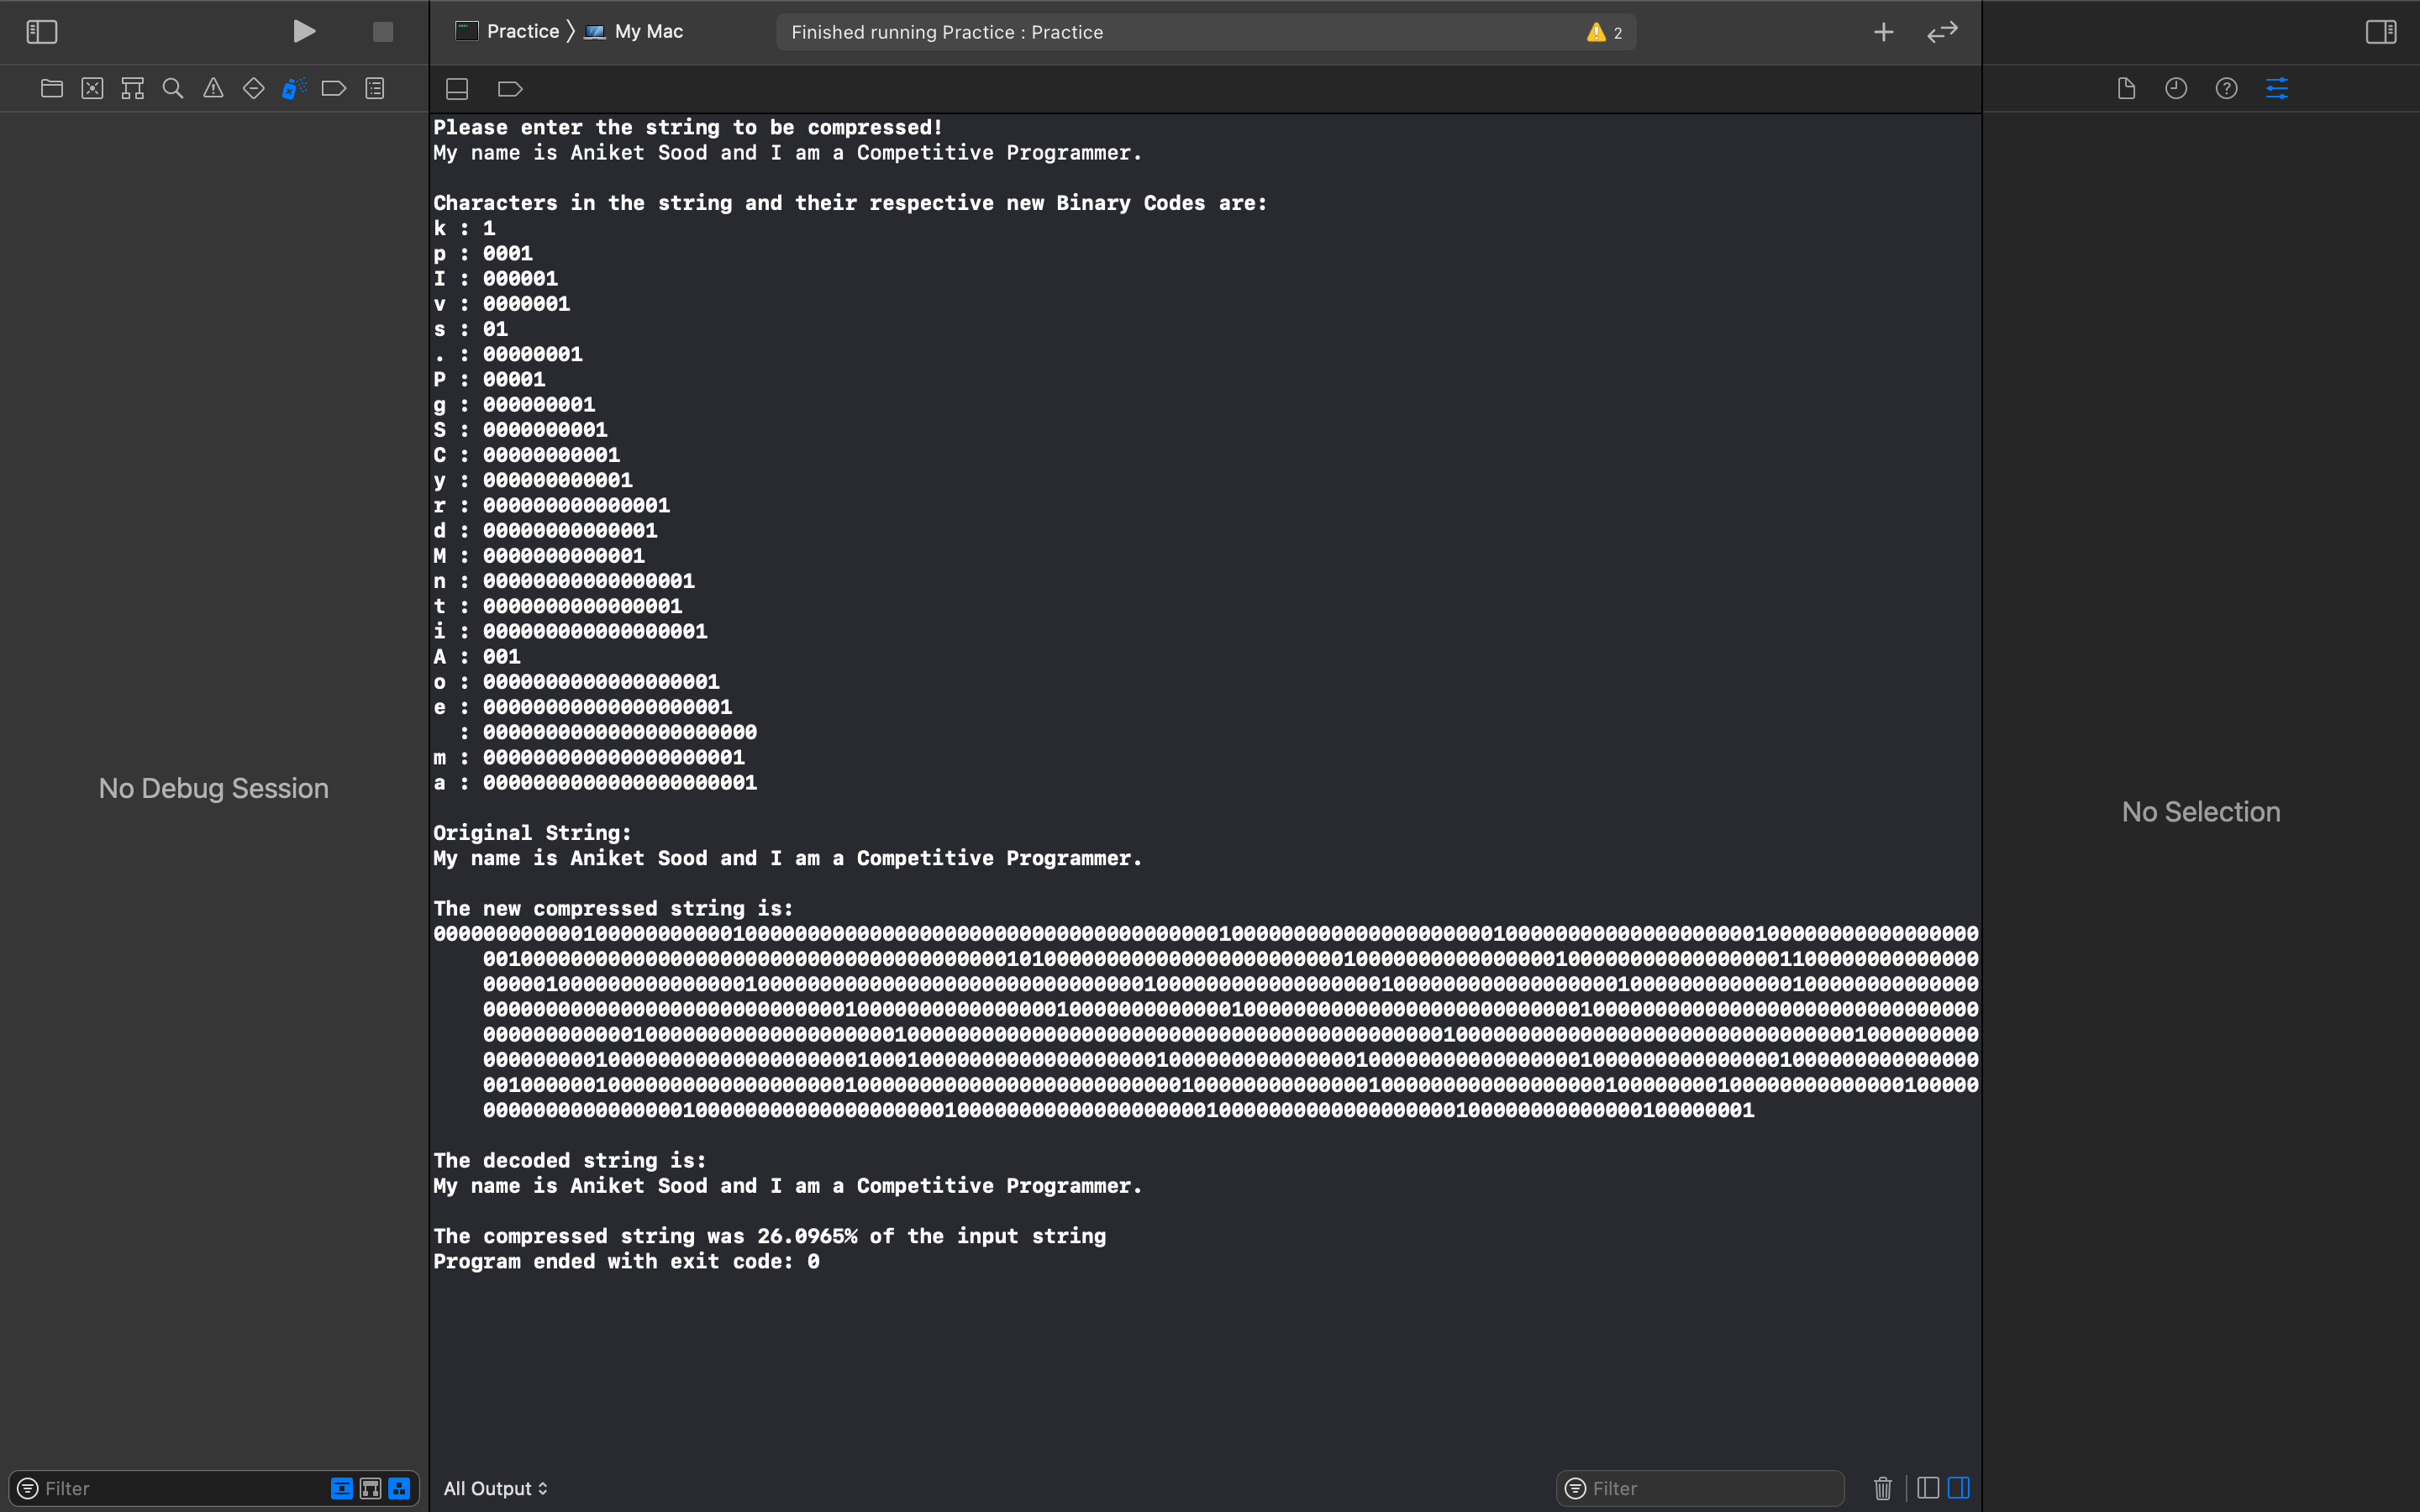 Practice 〉 My Mac
Finished running Practice : Practice
2
Please enter the string to be compressed!
My name is Aniket Sood and I am a Competitive Programmer.
Characters in the string and their respective new Binary Codes are:
k : 1
p : 0001
I : 000001
v : 0000001
s : 01
. : 00000001
P : 00001
g : 000000001
S : 0000000001
C : 00000000001
y : 000000000001
r : 000000000000001
d : 00000000000001
M : 0000000000001
n : 00000000000000001
t : 0000000000000001
i : 000000000000000001
A : 001
o : 0000000000000000001
e : 00000000000000000001
  : 0000000000000000000000
m : 000000000000000000001
a : 0000000000000000000001
Original String:
My name is Aniket Sood and I am a Competitive Programmer.
The new compressed string is:
The decoded string is:
My name is Aniket Sood and I am a Competitive Programmer.
The compressed string was 26.0965% of the input string
Program ended with exit code: 0
No Debug Session
No Selection
Filter
All Output
Filter